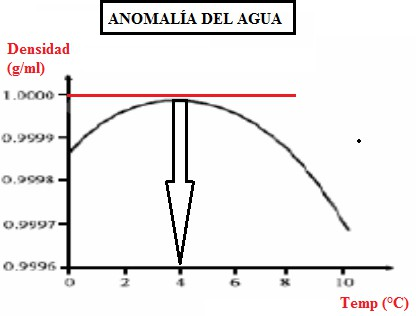 ANOMALÍA DEL AGUA
Densidad
(g/ml)
1.0000
0.9999
0.9998
0.9997
0.9996
0 2 4 6 8 10
Temp (°C)